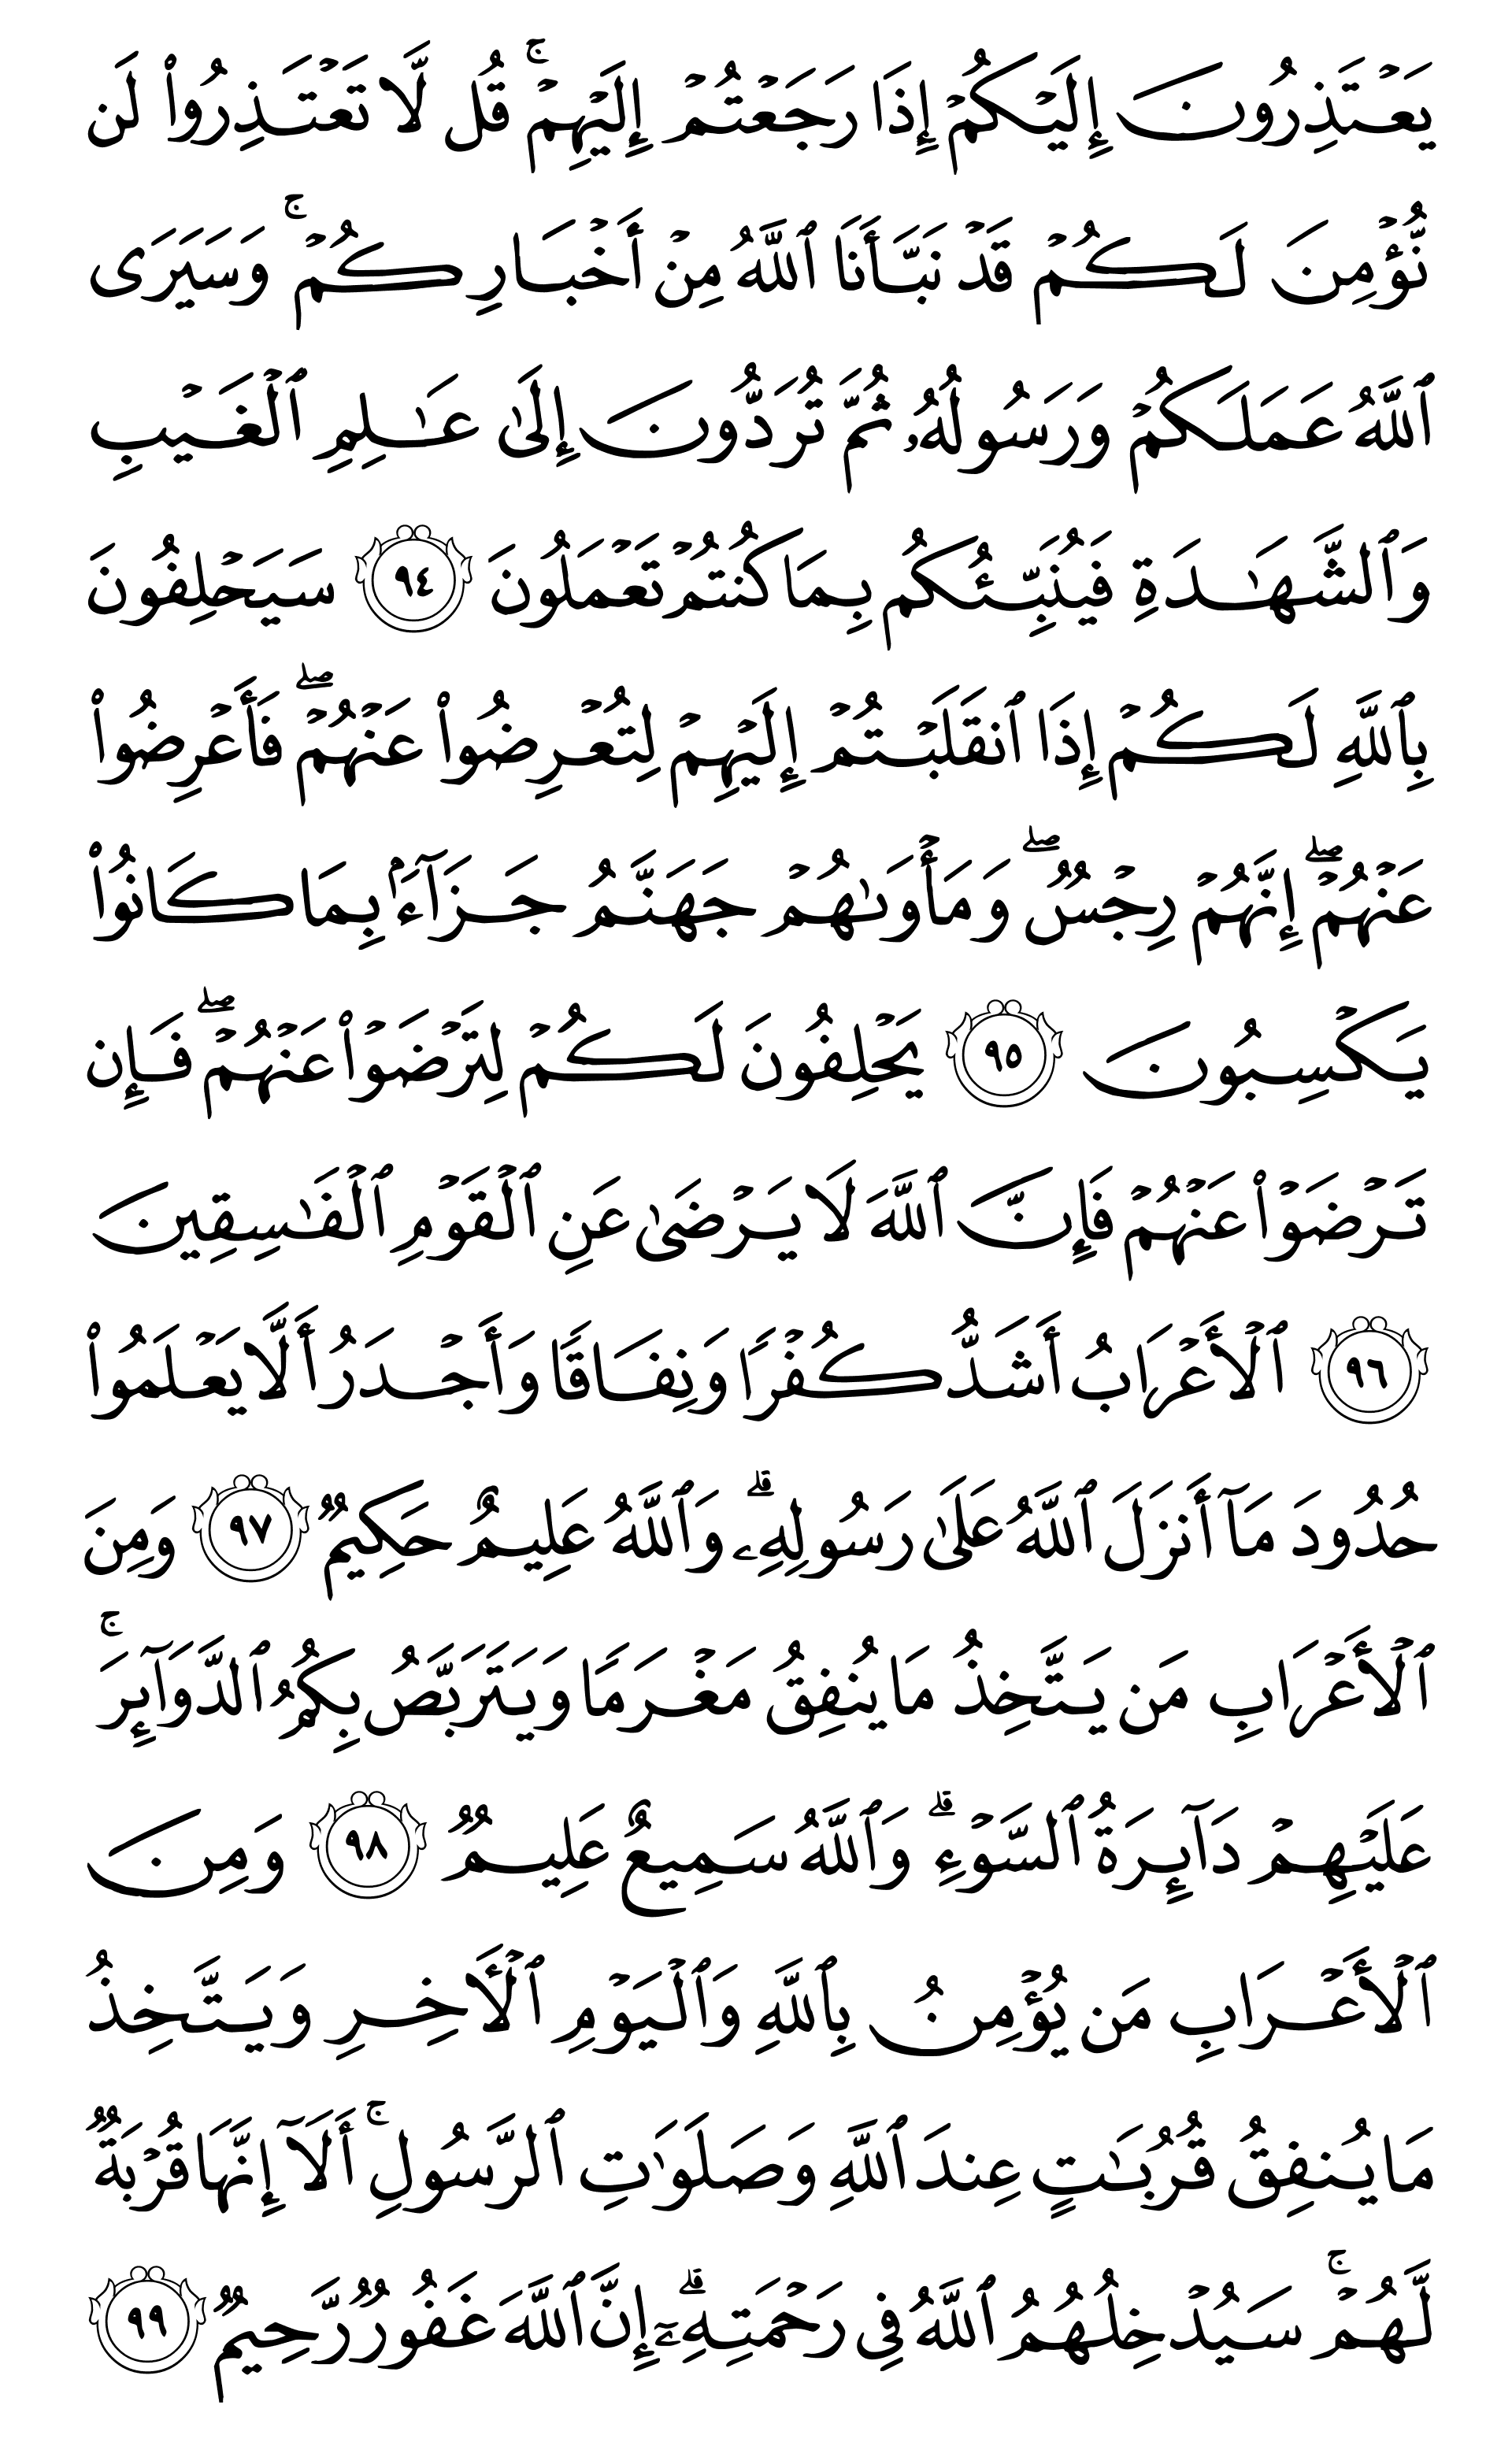 يَعۡتَذِرُونَ إِلَيۡكُمۡ إِذَا رَجَعۡتُمۡ إِلَيۡهِمۡۚ قُل لَّا تَعۡتَذِرُواْ لَن
نُّؤۡمِنَ لَكُمۡ قَدۡ نَبَّأَنَا ٱللَّهُ مِنۡ أَخۡبَارِكُمۡۚ وَسَيَرَى
ٱللَّهُ عَمَلَكُمۡ وَرَسُولُهُۥ ثُمَّ تُرَدُّونَ إِلَىٰ عَٰلِمِ ٱلۡغَيۡبِ
وَٱلشَّهَٰدَةِ فَيُنَبِّئُكُم بِمَا كُنتُمۡ تَعۡمَلُونَ ٩٤ سَيَحۡلِفُونَ
بِٱللَّهِ لَكُمۡ إِذَا ٱنقَلَبۡتُمۡ إِلَيۡهِمۡ لِتُعۡرِضُواْ عَنۡهُمۡۖ فَأَعۡرِضُواْ
عَنۡهُمۡۖ إِنَّهُمۡ رِجۡسٞۖ وَمَأۡوَىٰهُمۡ جَهَنَّمُ جَزَآءَۢ بِمَا كَانُواْ
يَكۡسِبُونَ ٩٥ يَحۡلِفُونَ لَكُمۡ لِتَرۡضَوۡاْ عَنۡهُمۡۖ فَإِن
تَرۡضَوۡاْ عَنۡهُمۡ فَإِنَّ ٱللَّهَ لَا يَرۡضَىٰ عَنِ ٱلۡقَوۡمِ ٱلۡفَٰسِقِينَ
٩٦ ٱلۡأَعۡرَابُ أَشَدُّ كُفۡرٗا وَنِفَاقٗا وَأَجۡدَرُ أَلَّا يَعۡلَمُواْ
حُدُودَ مَآ أَنزَلَ ٱللَّهُ عَلَىٰ رَسُولِهِۦۗ وَٱللَّهُ عَلِيمٌ حَكِيمٞ ٩٧ وَمِنَ
ٱلۡأَعۡرَابِ مَن يَتَّخِذُ مَا يُنفِقُ مَغۡرَمٗا وَيَتَرَبَّصُ بِكُمُ ٱلدَّوَآئِرَۚ
عَلَيۡهِمۡ دَآئِرَةُ ٱلسَّوۡءِۗ وَٱللَّهُ سَمِيعٌ عَلِيمٞ ٩٨ وَمِنَ
ٱلۡأَعۡرَابِ مَن يُؤۡمِنُ بِٱللَّهِ وَٱلۡيَوۡمِ ٱلۡأٓخِرِ وَيَتَّخِذُ
مَا يُنفِقُ قُرُبَٰتٍ عِندَ ٱللَّهِ وَصَلَوَٰتِ ٱلرَّسُولِۚ أَلَآ إِنَّهَا قُرۡبَةٞ
لَّهُمۡۚ سَيُدۡخِلُهُمُ ٱللَّهُ فِي رَحۡمَتِهِۦٓۗ إِنَّ ٱللَّهَ غَفُورٞ رَّحِيمٞ ٩٩